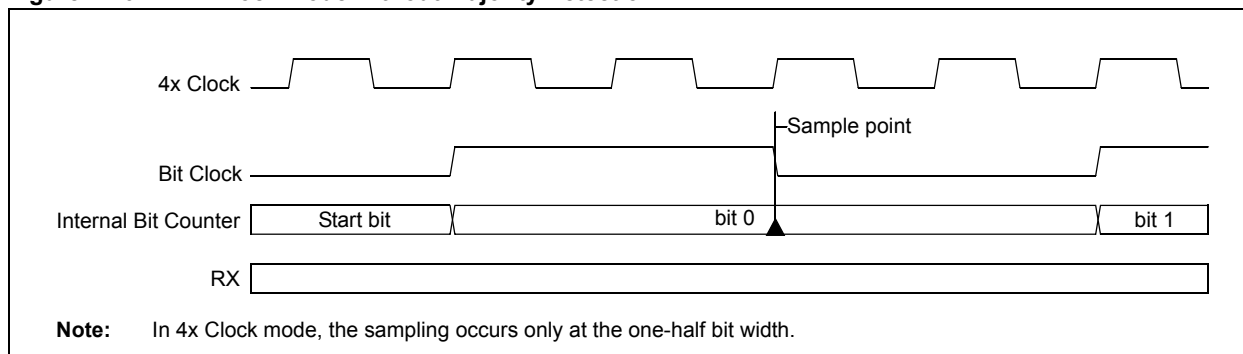 4x Clock
Sample point
Bit Clock
Internal Bit Counter Start bit bit 0 bit 1
RX
Note: In 4x Clock mode, the sampling occurs only at the one-half bit width.